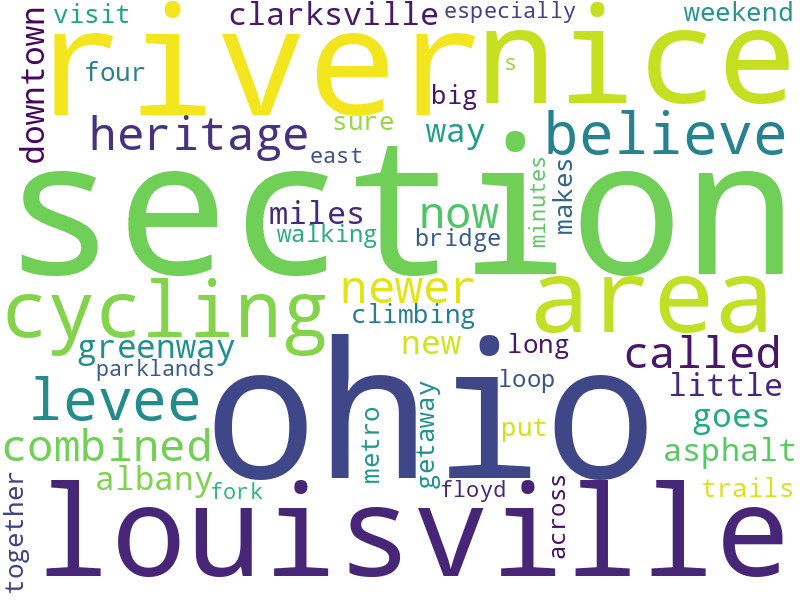 visit
clarksville
especially
weekend
downtown
river
nice
four
s
big
heritage
sure
way
believe
east
section
miles
now
minutes
makes
walking
bridge
cycling
newer
area
climbing
greenway
new
long
called
parklands
loop
little
levee
ohio
metro
getaway
put
goes
combined
asphalt
albany
fork
floyd
trails
together
louisville
across